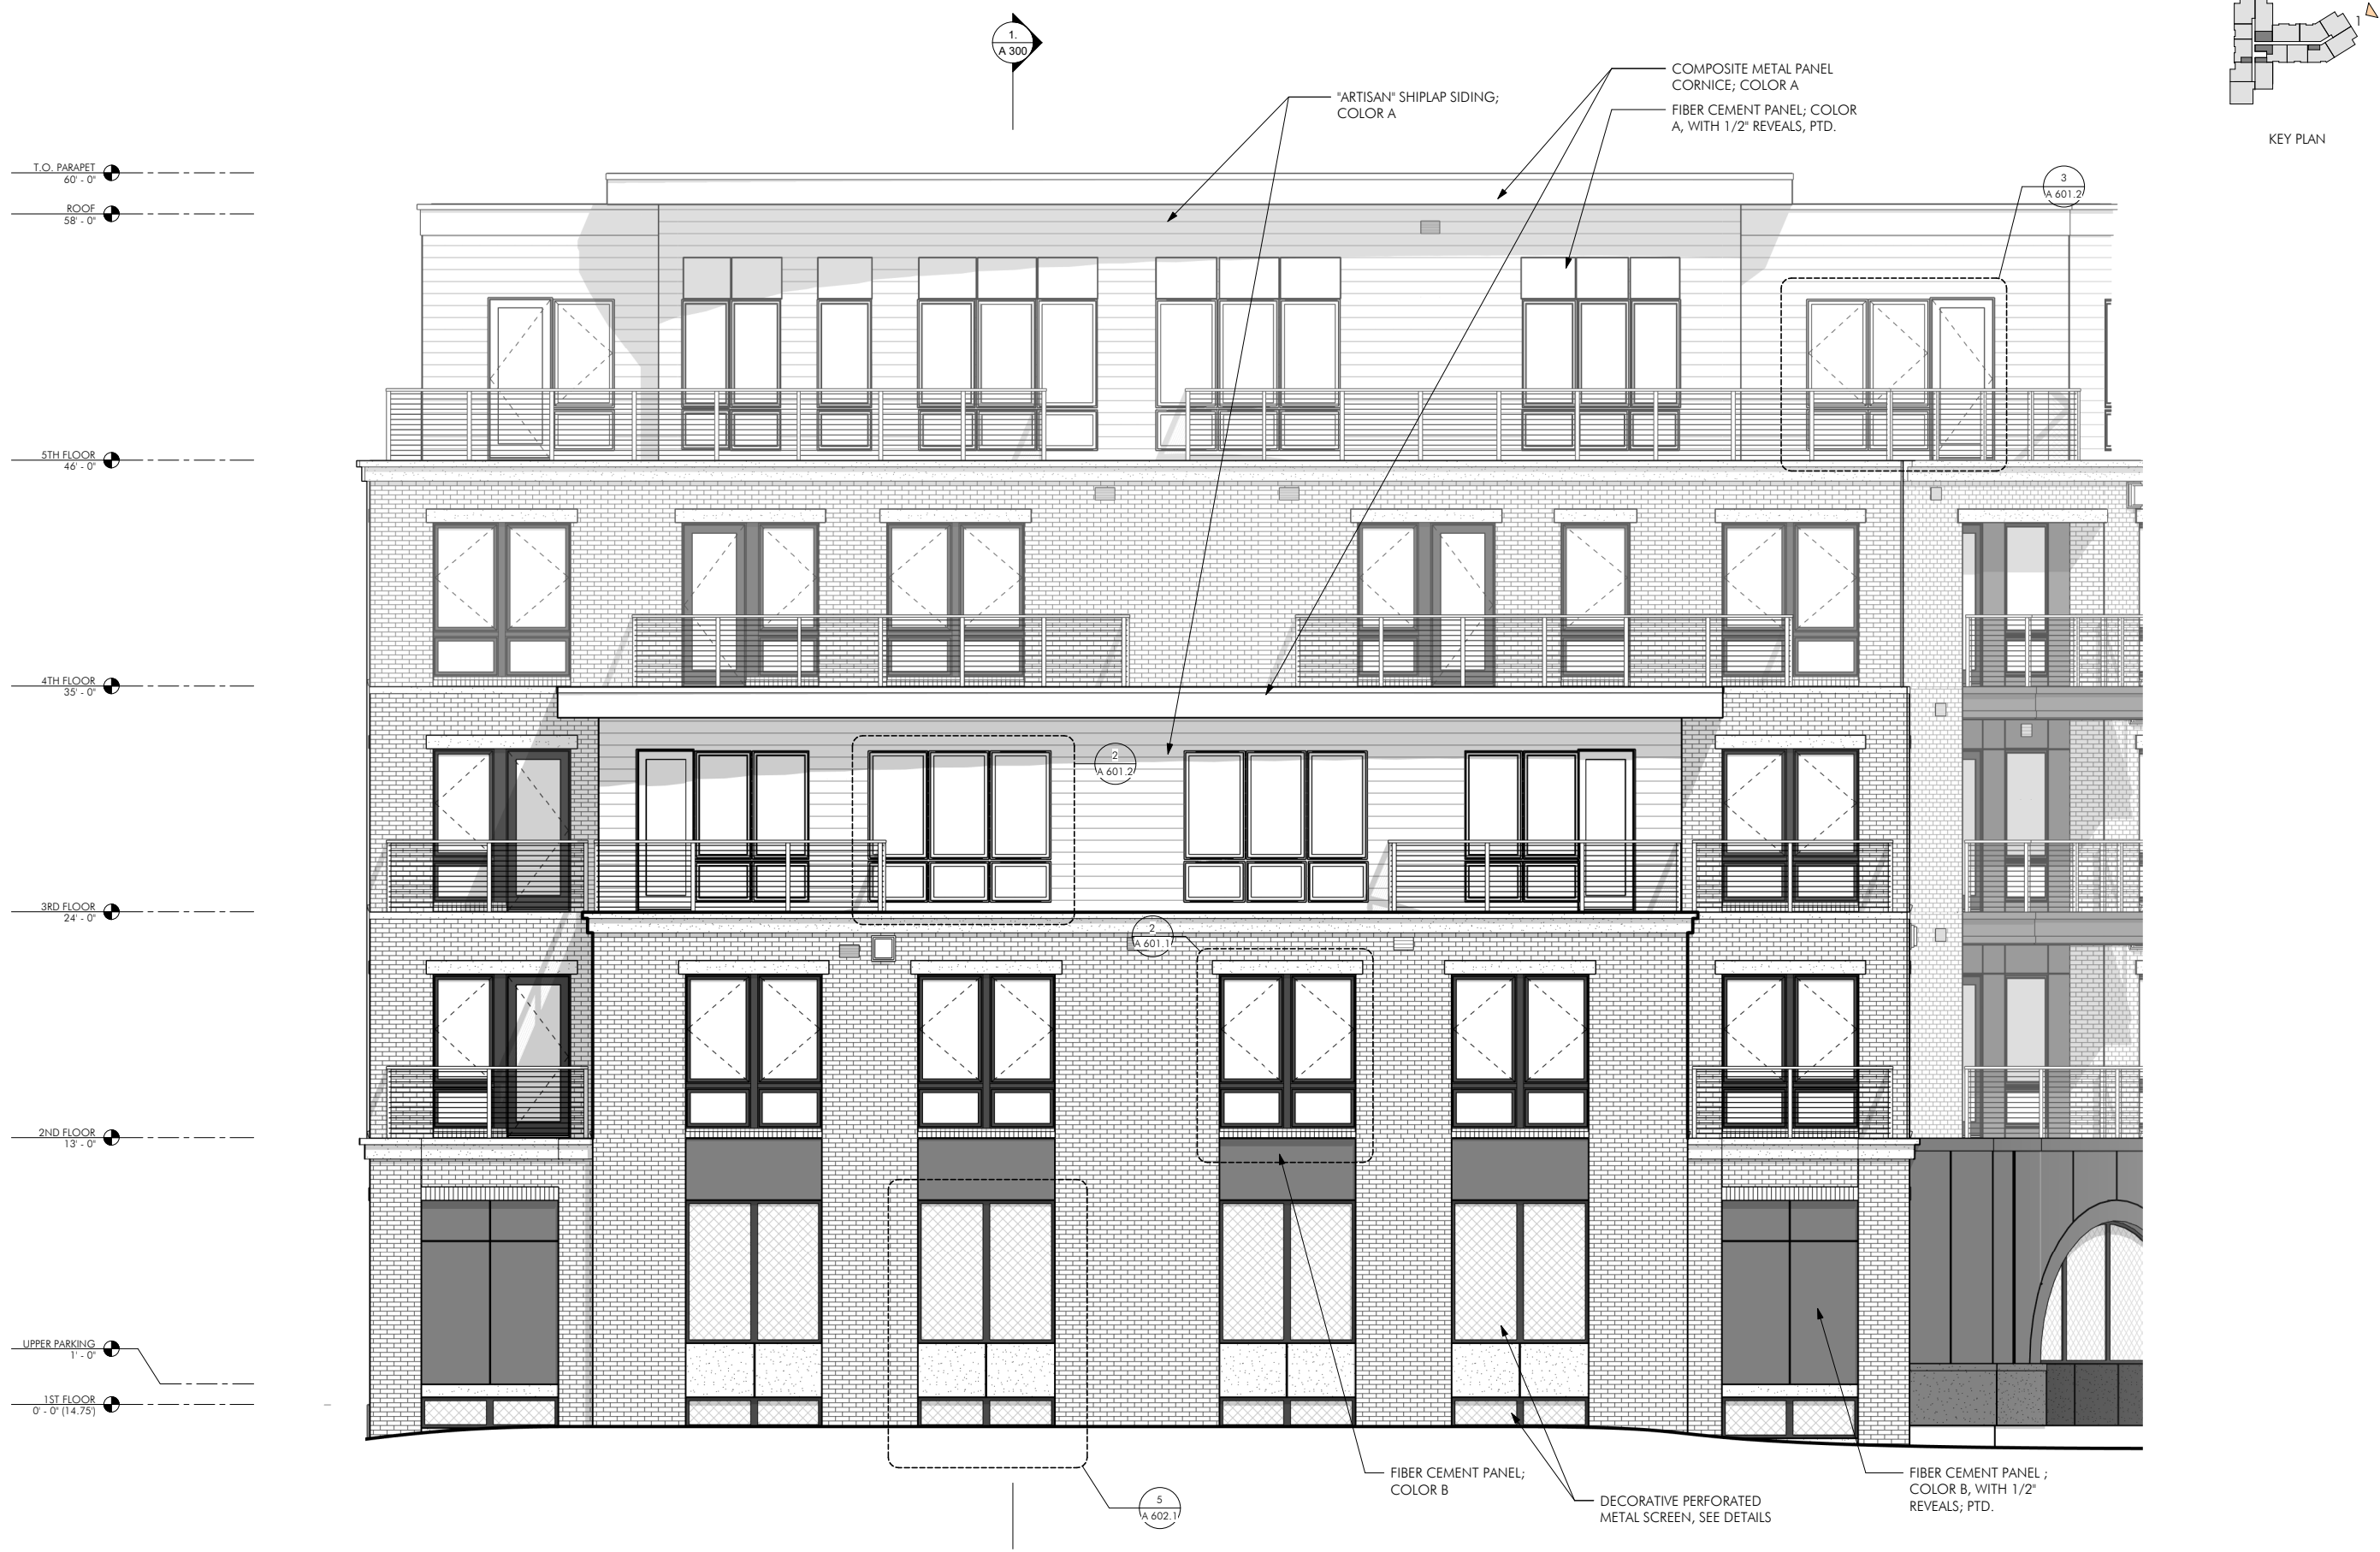 1.
A 300
1
KEY PLAN
COMPOSITE METAL PANEL
CORNICE; COLOR A
"ARTISAN" SHIPLAP SIDING;
COLOR A
FIBER CEMENT PANEL; COLOR
A, WITH 1/2" REVEALS, PTD.
T.O. PARAPET
60' - 0"
ROOF
58' - 0"
3
A 601.2
5TH FLOOR
46' - 0"
4TH FLOOR
35' - 0"
2
A 601.2
3RD FLOOR
24' - 0"
2
A 601.1
2ND FLOOR
13' - 0"
UPPER PARKING
1' - 0"
1ST FLOOR
0' - 0" (14.75')
FIBER CEMENT PANEL;
COLOR B
5
A 602.1
DECORATIVE PERFORATED
METAL SCREEN, SEE DETAILS
FIBER CEMENT PANEL ;
COLOR B, WITH 1/2"
REVEALS; PTD.